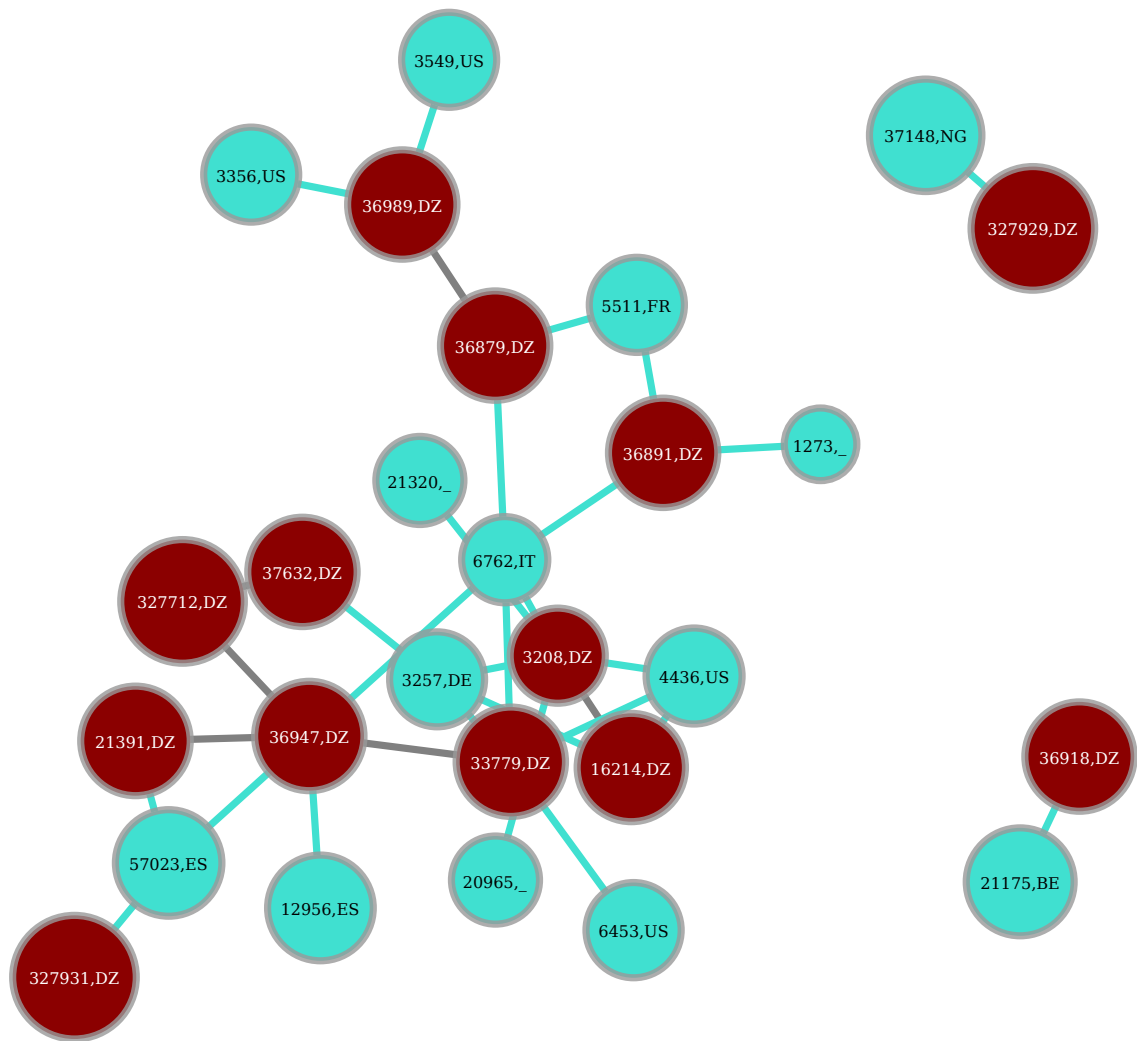 3549,US
37148,NG
3356,US
36989,DZ
327929,DZ
5511,FR
36879,DZ
36891,DZ
1273,_
21320,_
6762,IT
37632,DZ
327712,DZ
3208,DZ
3257,DE
4436,US
36947,DZ
21391,DZ
33779,DZ
16214,DZ
36918,DZ
57023,ES
20965,_
21175,BE
12956,ES
6453,US
327931,DZ